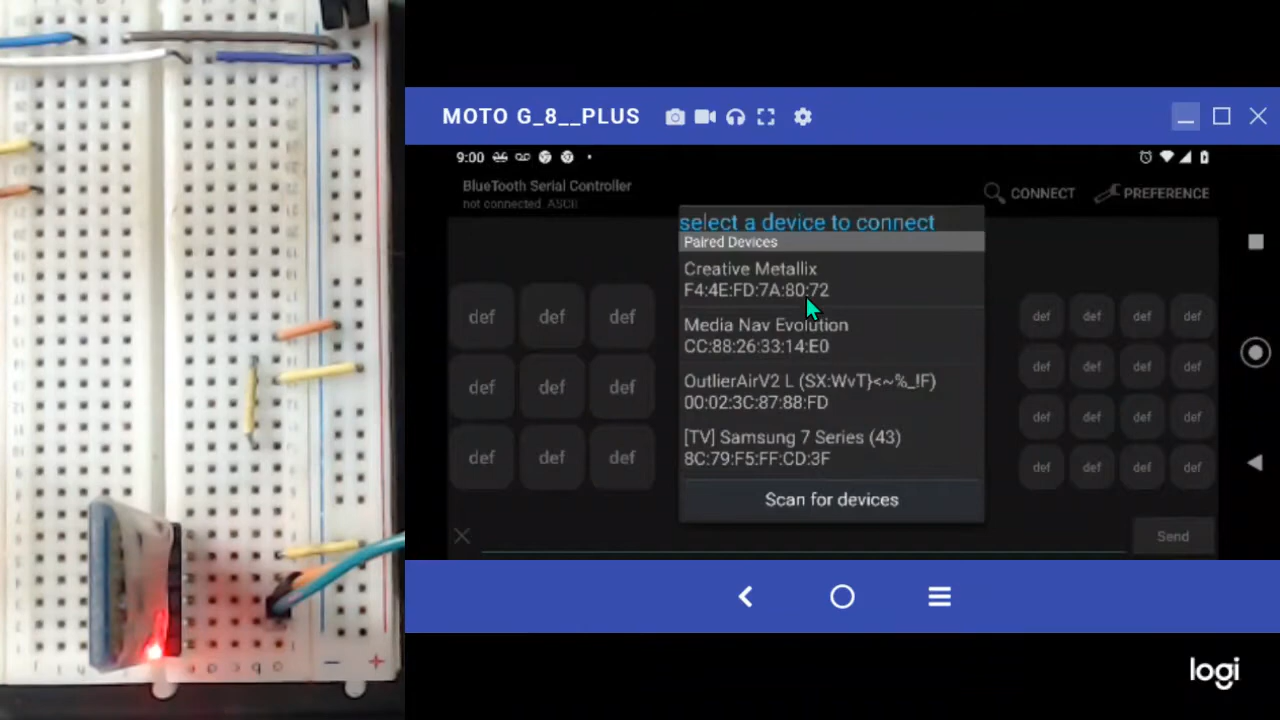 MOTO G_8__PLUS
9:00
BlueTooth Serial Controller
not connected ASCII
CONNECT
PREFERENCE
select a device to connect
Paired Devices
Creative Metallix
F4:4E:FD:7A:80:72
Media Nav Evolution
CC:88:26:33:14:E0
OutlierAirV2 L (SX:WvT}<~%_!F)
00:02:3C:87:88:FD
[TV] Samsung 7 Series (43)
8C:79:F5:FF:CD:3F
Scan for devices
def def def def def def def
def def def def def def def
def def def def def def def
def def def def
Send
logi